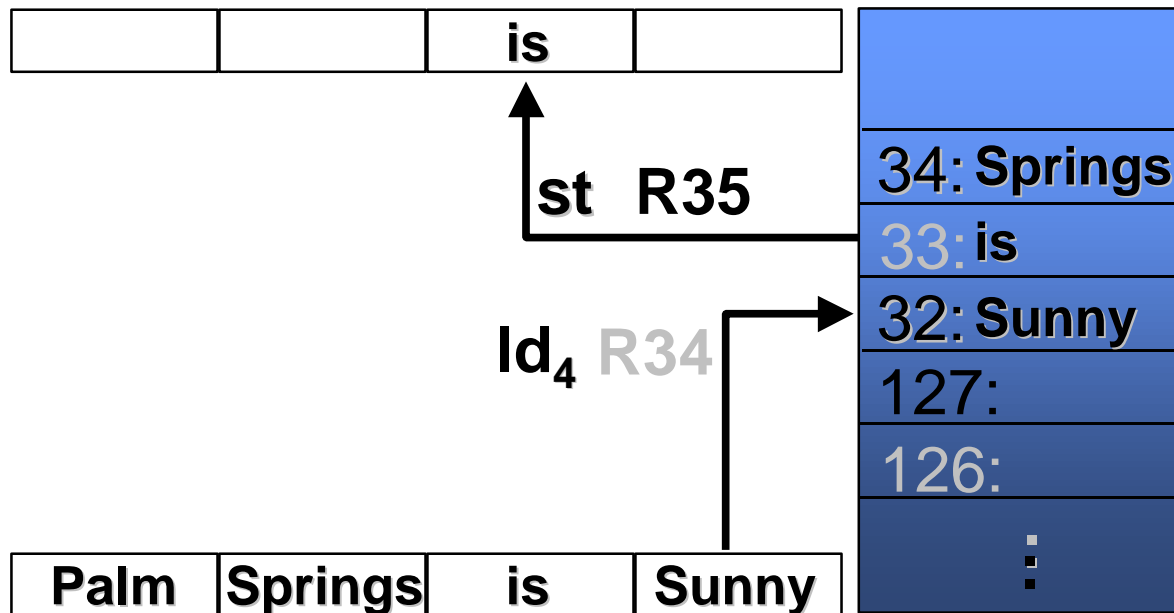 is
st R35
ld4 R34
Palm Springs is Sunny
34: Springs
33: is
32: Sunny
127:
126: